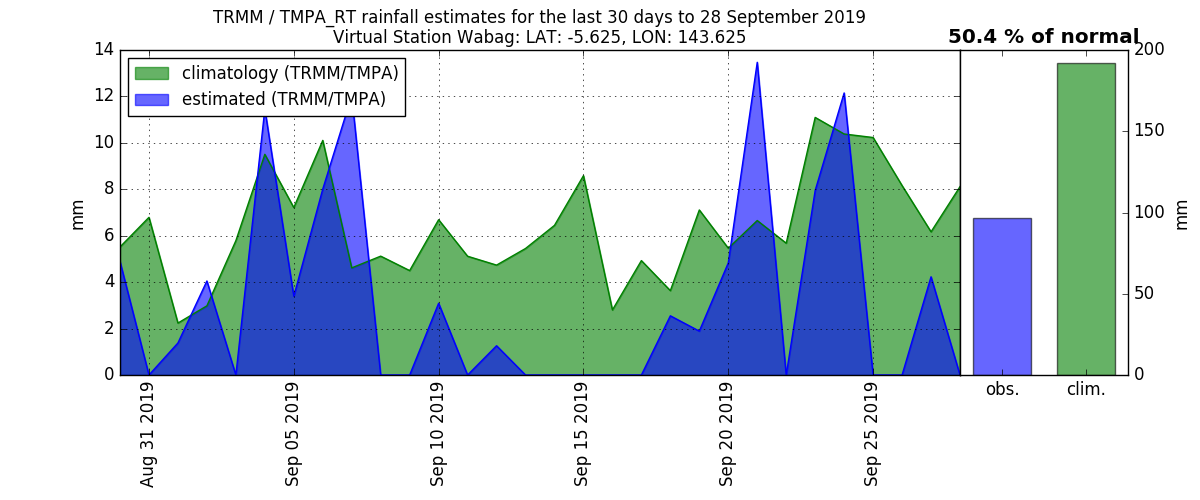 TRMM / TMPA_RT rainfall estimates for the last 30 days to 28 September 2019
Virtual Station Wabag: LAT: -5.625, LON: 143.625
50.4 % of normal
climatology (TRMM/TMPA)
estimated (TRMM/TMPA)
14
12
10
8
6
4
2
0
mm
Aug 31 2019
Sep 05 2019
Sep 10 2019
Sep 15 2019
Sep 20 2019
Sep 25 2019
200
150
100
50
0
mm
obs.
clim.